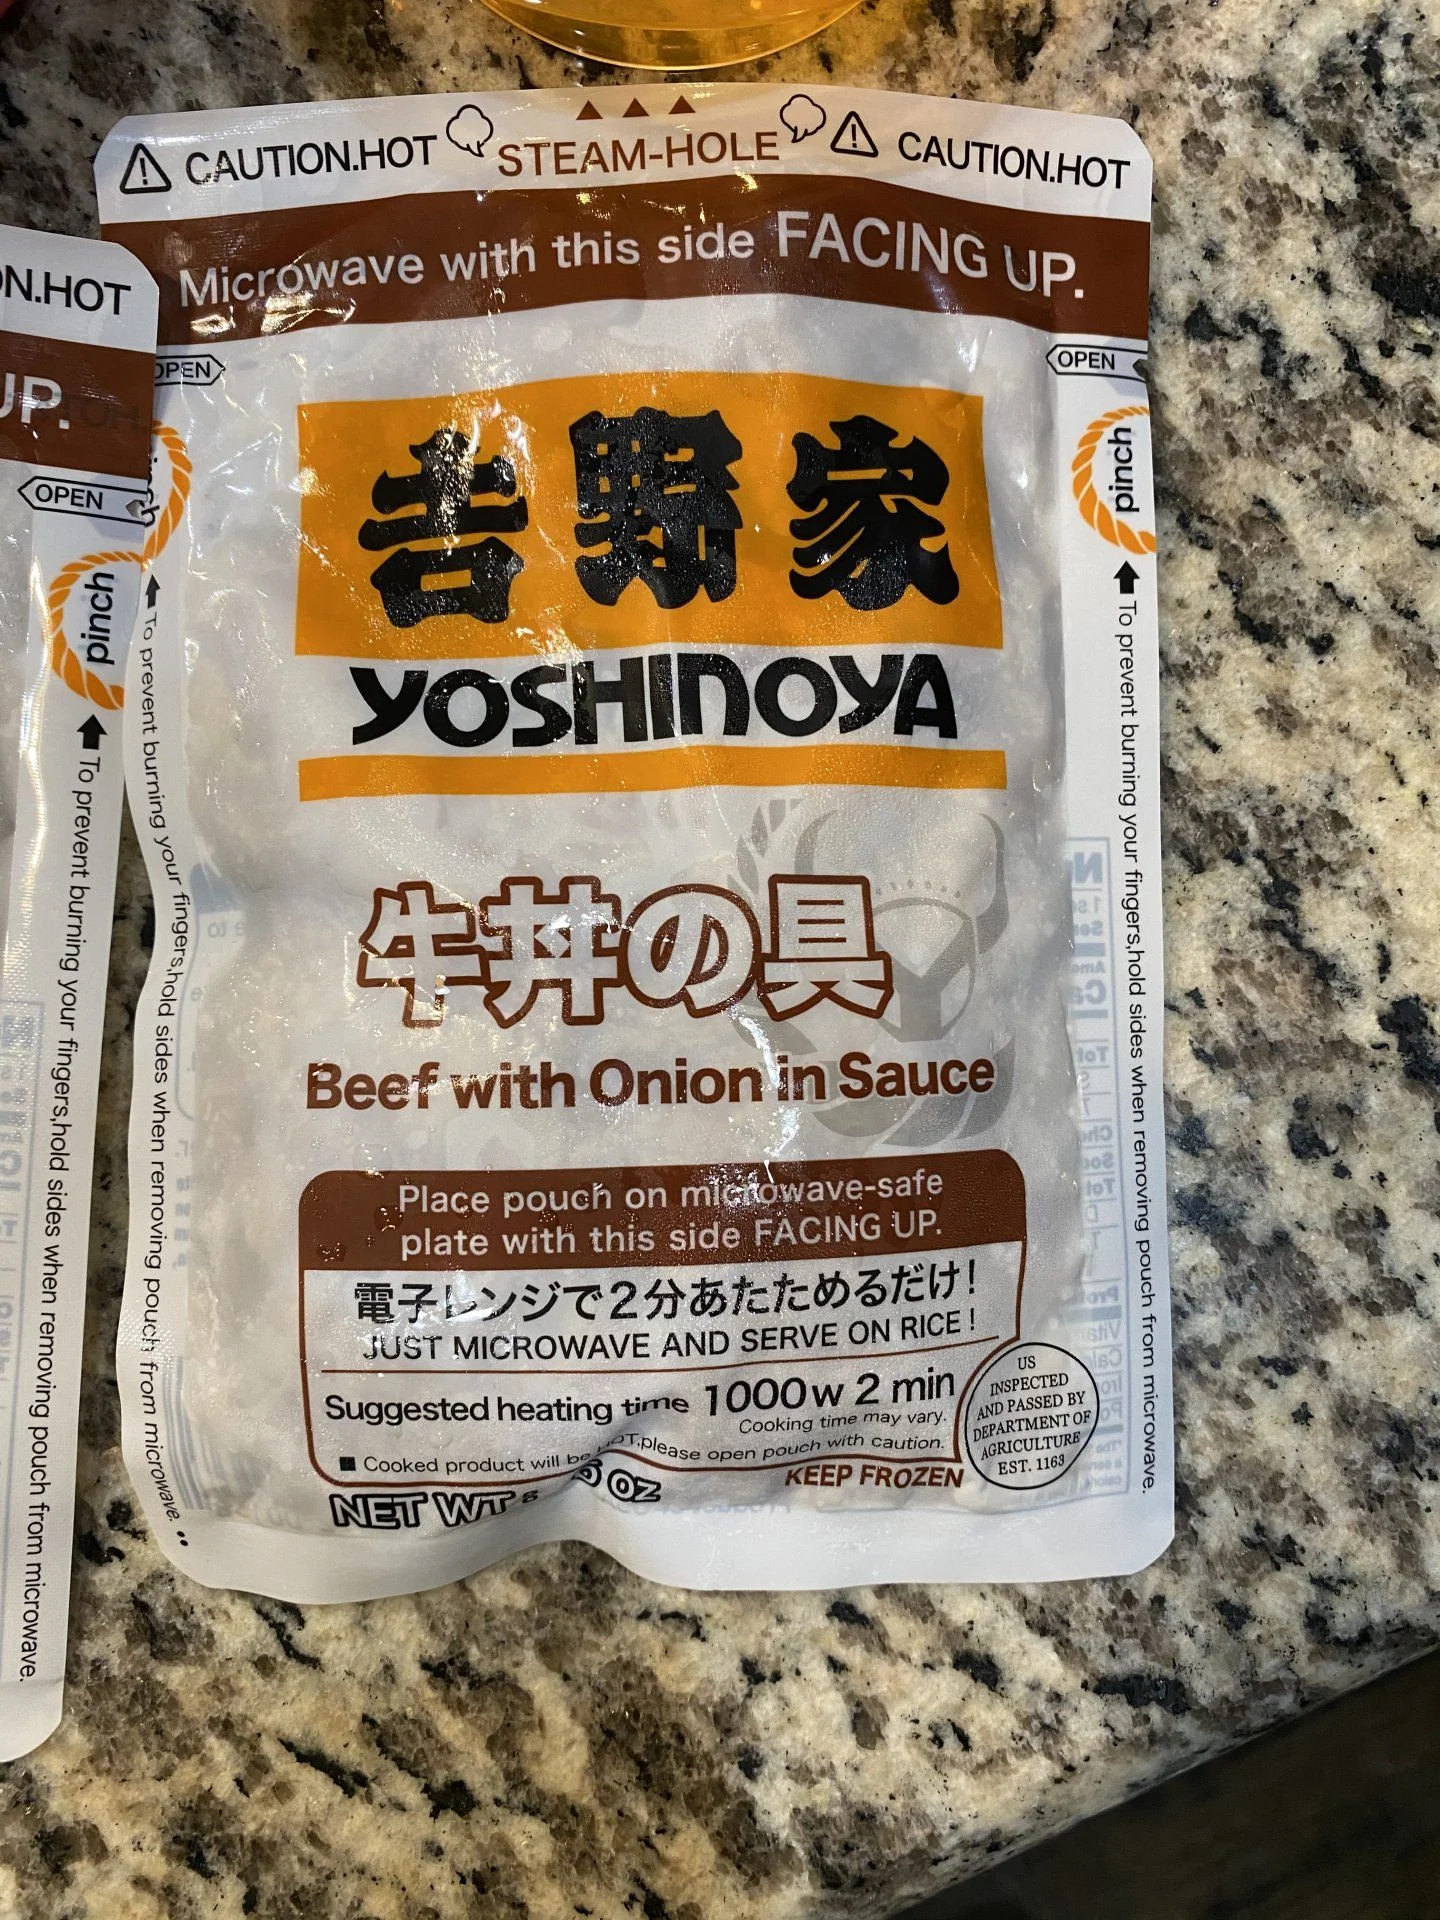 CAUTION.HOT
STEAM-HOLE
CAUTION.HOT
Microwave with this side FACING UP.
OPEN
OPEN
pinch
To prevent burning your fingers,hold sides when removing pouch from microwave.
吉野家
YOSHINOYA
牛丼の具
Beef with Onion in Sauce
Place pouch on microwave-safe
plate with this side FACING UP.
電子レンジで2分あたためるだけ!
JUST MICROWAVE AND SERVE ON RICE!
Suggested heating time 1000w 2 min
Cooking time may vary.
■ Cooked product will be HOT,please open pouch with caution.
KEEP FROZEN
NET WT OZ
US
INSPECTED
AND PASSED BY
DEPARTMENT OF
AGRICULTURE
EST. 1163
To prevent burning your fingers,hold sides when removing pouch from microwave.
N.HOT
UP.
OPEN
pinch
To prevent burning your fingers,hold sides when removing pouch from microwave.